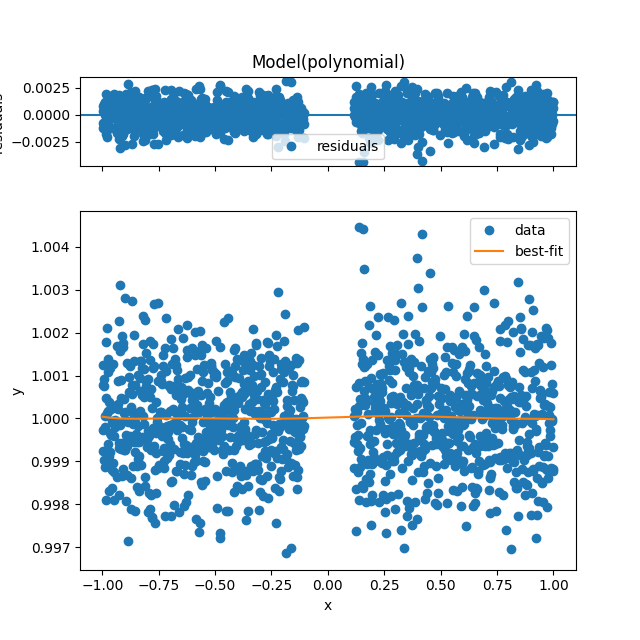 Model(polynomial)
0.0025
0.0000
−0.0025
residuals
residuals
1.004
1.003
1.002
1.001
1.000
0.999
0.998
0.997
y
data
best-fit
−1.00 −0.75 −0.50 −0.25 0.00 0.25 0.50 0.75 1.00
x